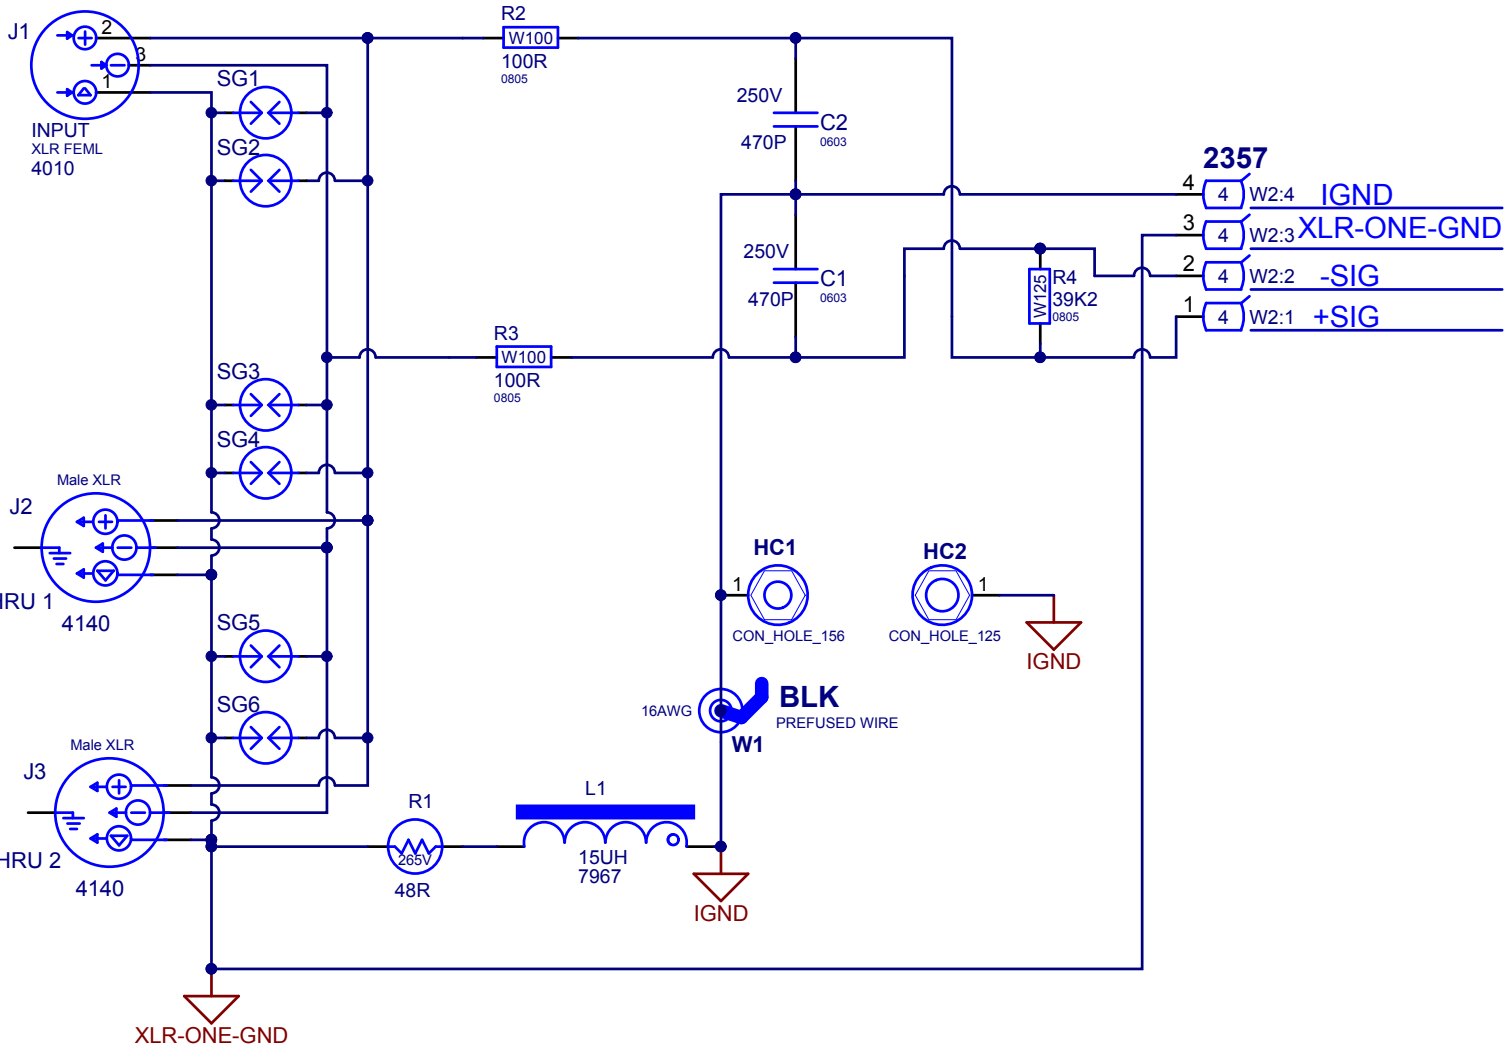 J1
2
3
1
INPUT
XLR FEML
4010
SG1
SG2
R2
W100
100R
0805
250V
470P
C2
0603
250V
470P
C1
0603
2357
4
4
W2:4
IGND
3
4
W2:3
XLR-ONE-GND
2
4
W2:2
-SIG
1
4
W2:1
+SIG
W125
R4
39K2
0805
R3
W100
100R
0805
SG3
SG4
Male XLR
J2
HRU 1
4140
SG5
SG6
HC1
1
CON_HOLE_156
HC2
1
CON_HOLE_125
IGND
16AWG
BLK
PREFUSED WIRE
W1
Male XLR
J3
HRU 2
4140
R1
265V
48R
L1
15UH
7967
IGND
XLR-ONE-GND